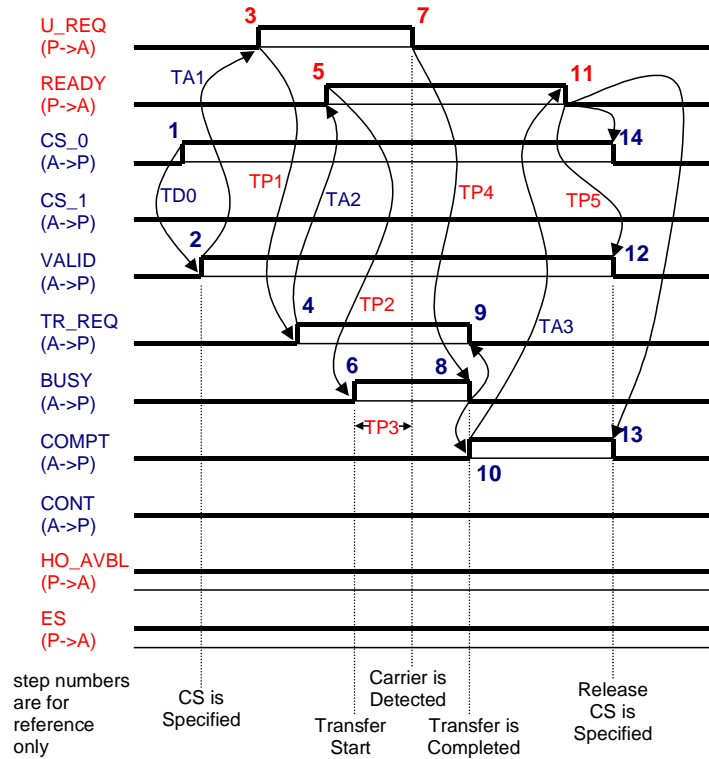 3
7
U_REQ
(P->A)
TA1
5
11
READY
(P->A)
1
14
CS_0
(A->P)
TP1
TP4
TD0
TA2
TP5
CS_1
(A->P)
2
12
VALID
(A->P)
4
TP2
9
TR_REQ
(A->P)
TA3
6
8
BUSY
(A->P)
TP3
13
COMPT
(A->P)
10
CONT
(A->P)
HO_AVBL
(P->A)
ES
(P->A)
step numbers
are for
reference
only
CS is
Specified
Transfer
Start
Carrier is
Detected
Transfer is
Completed
Release
CS is
Specified